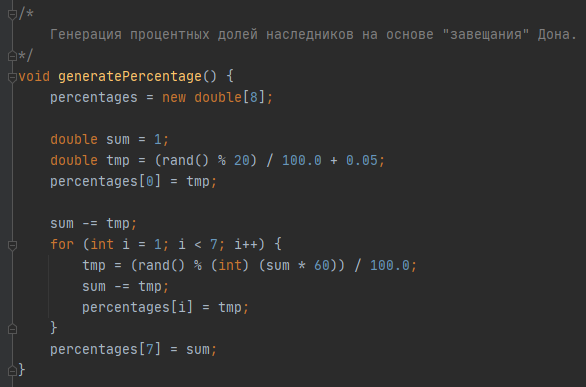 /*
    Генерация процентных долей наследников на основе "завещания" Дона.
*/
void generatePercentage() {
    percentages = new double[8];

    double sum = 1;
    double tmp = (rand() % 20) / 100.0 + 0.05;
    percentages[0] = tmp;

    sum -= tmp;
    for (int i = 1; i < 7; i++) {
        tmp = (rand() % (int) (sum * 60)) / 100.0;
        sum -= tmp;
        percentages[i] = tmp;
    }
    percentages[7] = sum;
}